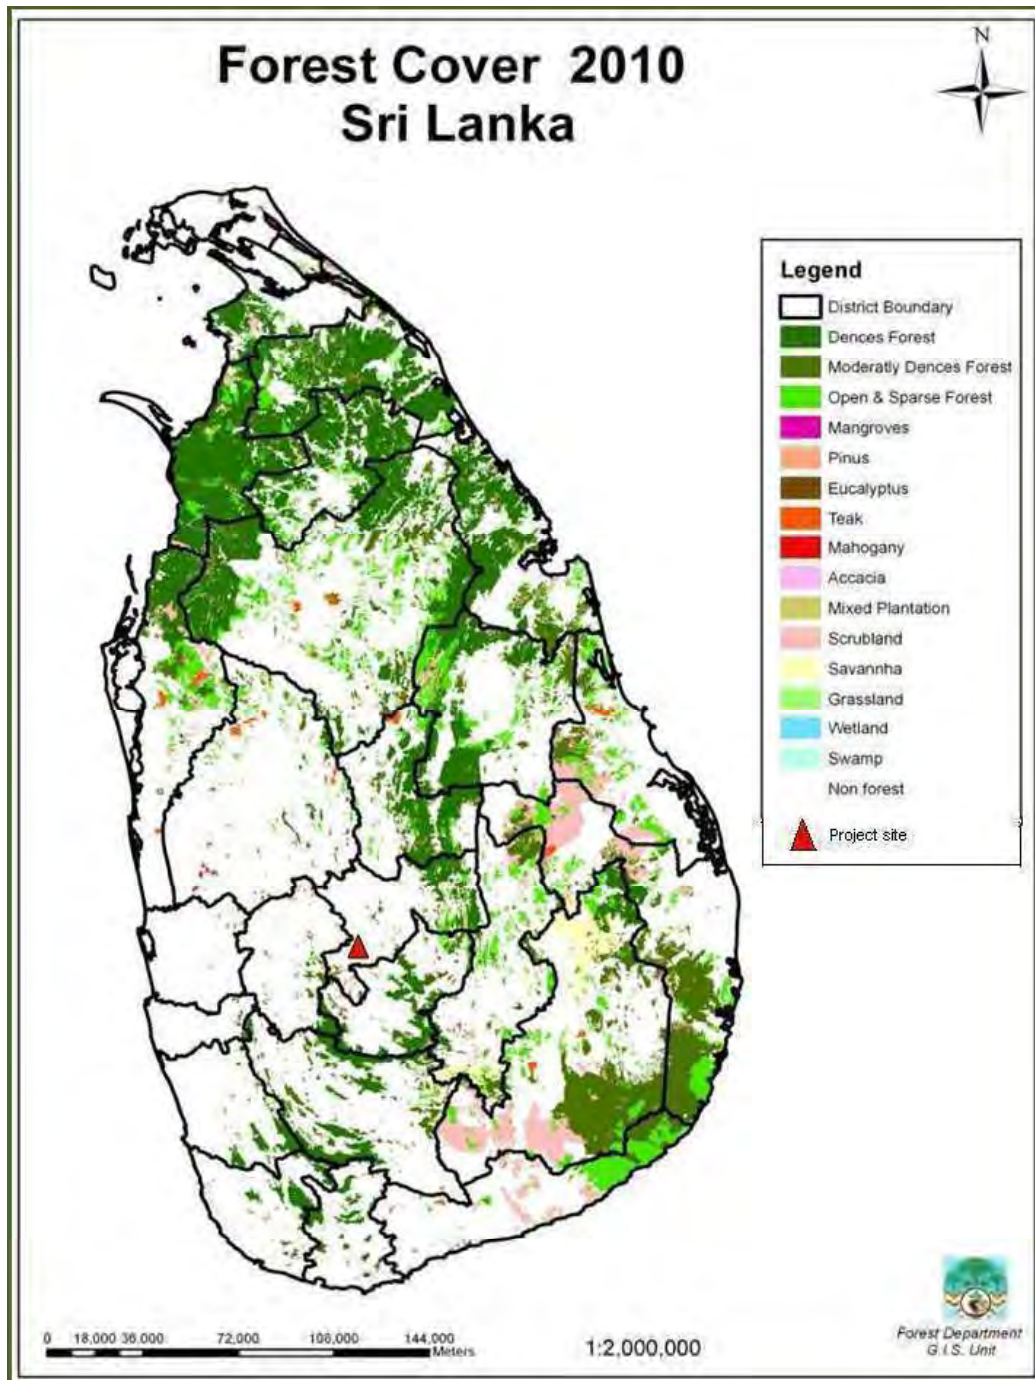 Forest Cover 2010
Sri Lanka
N
Legend
District Boundary
Dences Forest
Moderatly Dences Forest
Open & Sparse Forest
Mangroves
Pinus
Eucalyptus
Teak
Mahogany
Accacia
Mixed Plantation
Scrubland
Savannha
Grassland
Wetland
Swamp
Non forest
Project site
0 18,000 36,000 72,000 108,000 144,000
Meters
1:2,000,000
Forest Department
G.I.S. Unit